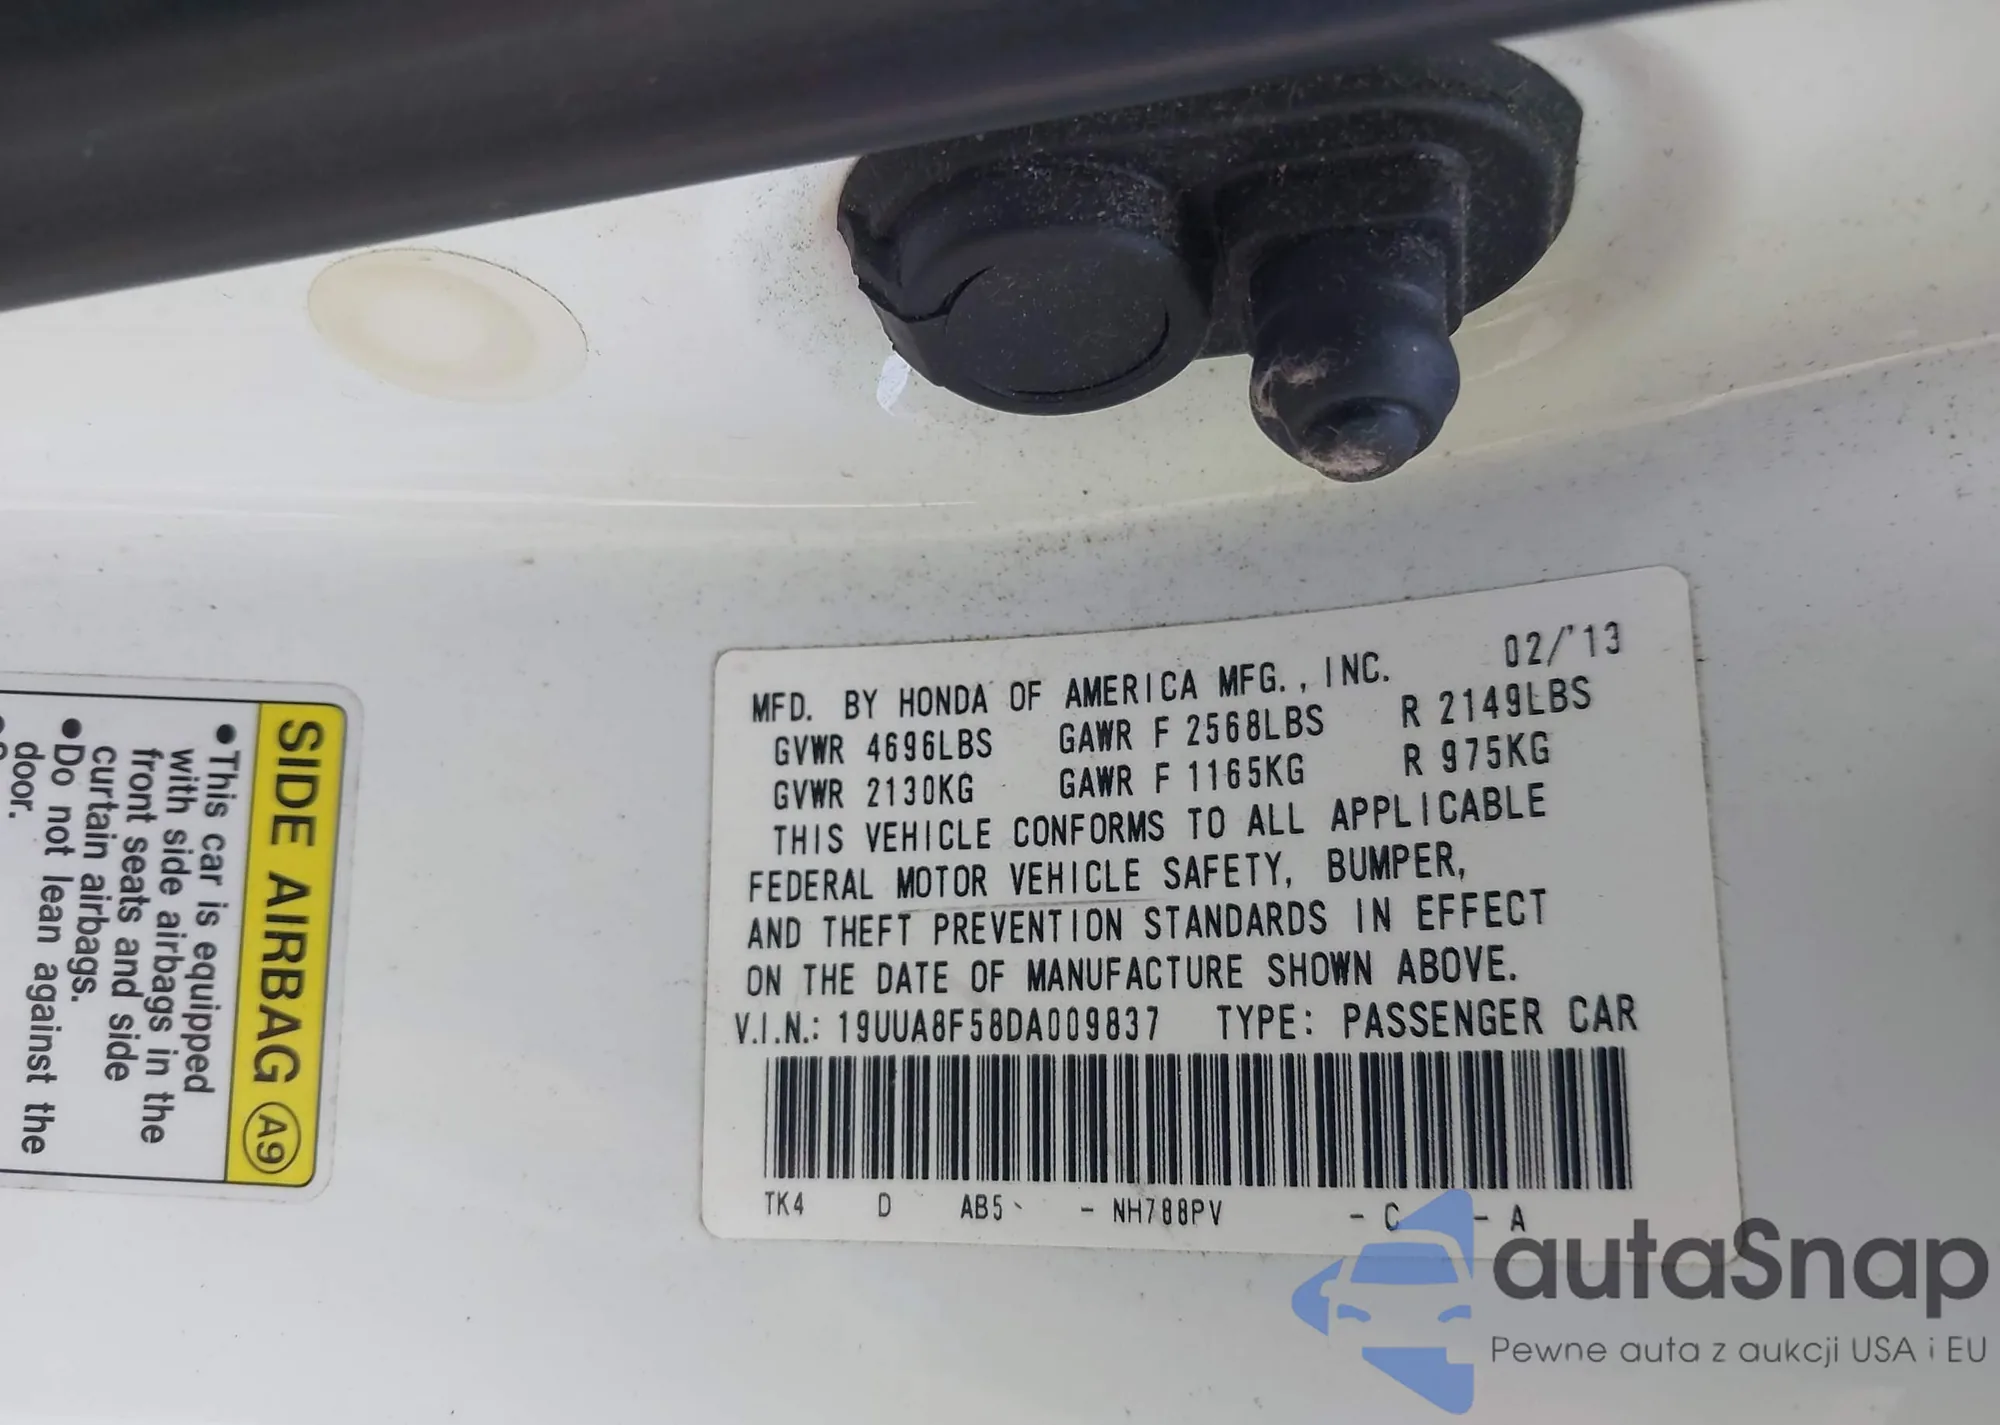 MFD. BY HONDA OF AMERICA MFG., INC. 02/'13
GVWR 4696LBS GAWR F 2568LBS R 2149LBS
GVWR 2130KG GAWR F 1165KG R 975KG
THIS VEHICLE CONFORMS TO ALL APPLICABLE
FEDERAL MOTOR VEHICLE SAFETY, BUMPER,
AND THEFT PREVENTION STANDARDS IN EFFECT
ON THE DATE OF MANUFACTURE SHOWN ABOVE.
V.I.N.: 19UUA8F58DA009837 TYPE: PASSENGER CAR
TK4 D AB5 - NH788PV - C - A
SIDE AIRBAG A9
●This car is equipped
with side airbags in the
front seats and side
curtain airbags.
●Do not lean against the
door.
autaSnap
Pewne auta z aukcji USA i EU